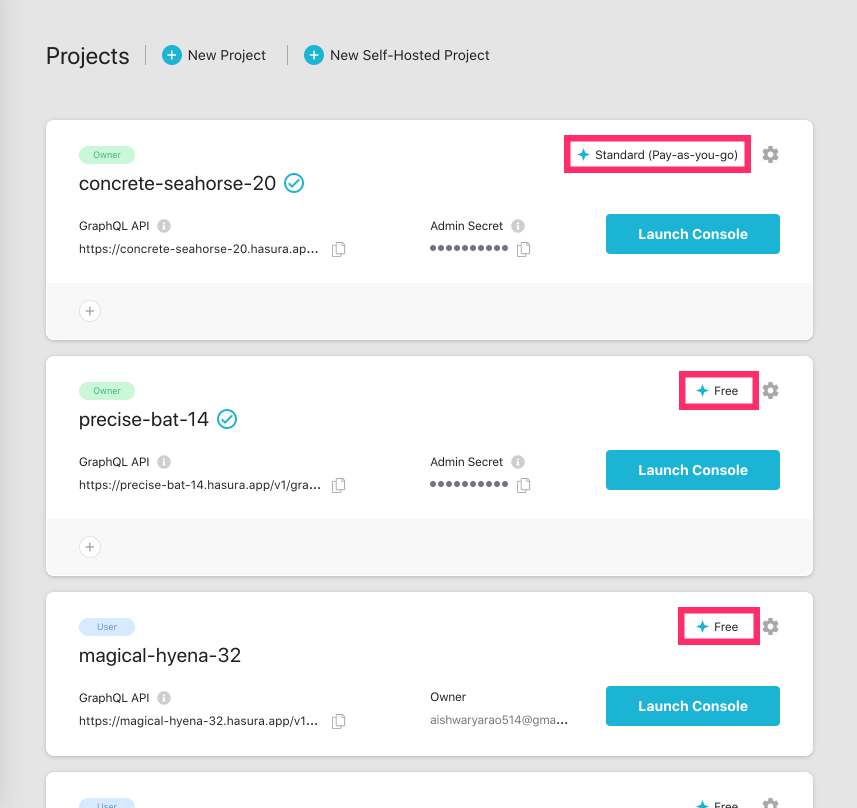 Projects
New Project
New Self-Hosted Project
Owner
Standard (Pay-as-you-go)
concrete-seahorse-20
GraphQL API
Admin Secret
Launch Console
https://concrete-seahorse-20.hasura.ap...
Owner
Free
precise-bat-14
GraphQL API
Admin Secret
Launch Console
https://precise-bat-14.hasura.app/v1/gra...
User
Free
magical-hyena-32
GraphQL API
Owner
Launch Console
https://magical-hyena-32.hasura.app/v1...
aishwaryarao514@gma...
User
Free